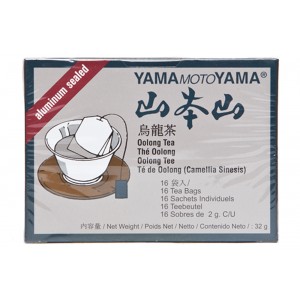 aluminum sealed
YAMAMOTOYAMA®
山本山
烏龍茶
Oolong Tea
Thé Oolong
Oolong Tee
Té de Oolong (Camellia Sinesis)
16 袋入/
16 Tea Bags
16 Sachets Individuels
16 Teebeutel
16 Sobres de 2 g. C/U
内容量/ Net Weight / Poids Net / Netto / Contenido Neto / : 32 g